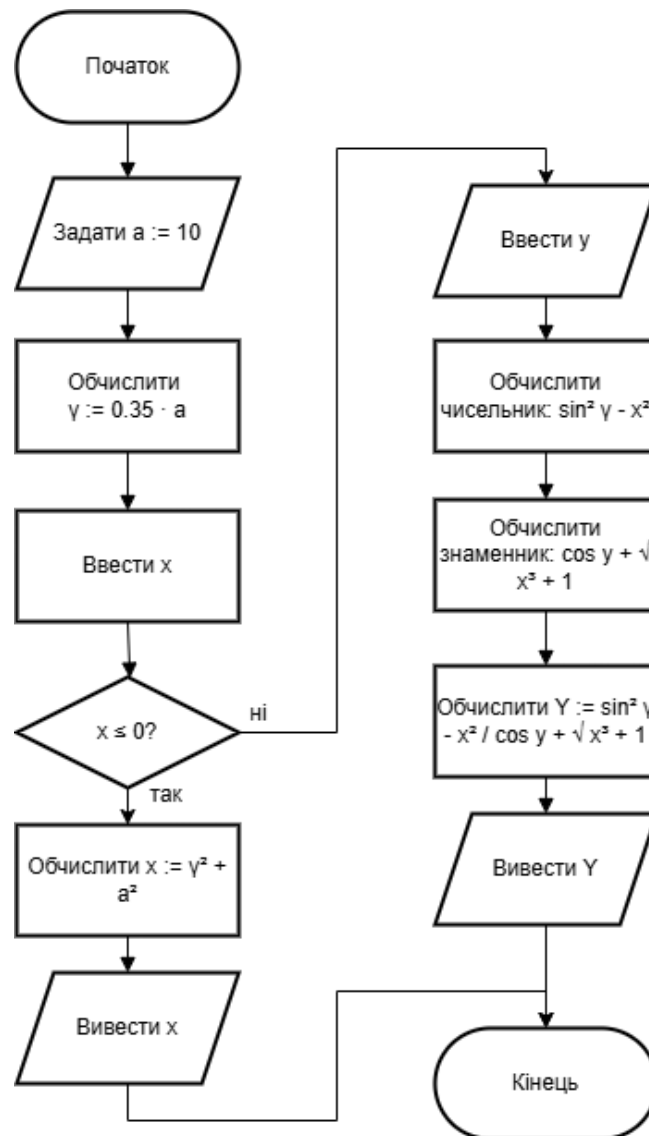 Початок
Задати a := 10
Обчислити
γ := 0.35 · a
Ввести x
x ≤ 0?
ні
так
Обчислити x := γ² +
a²
Вивести x
Ввести y
Обчислити
чисельник: sin² γ - x²
Обчислити
знаменник: cos y + √
x³ + 1
Обчислити Y := sin² γ
- x² / cos y + √ x³ + 1
Вивести Y
Кінець